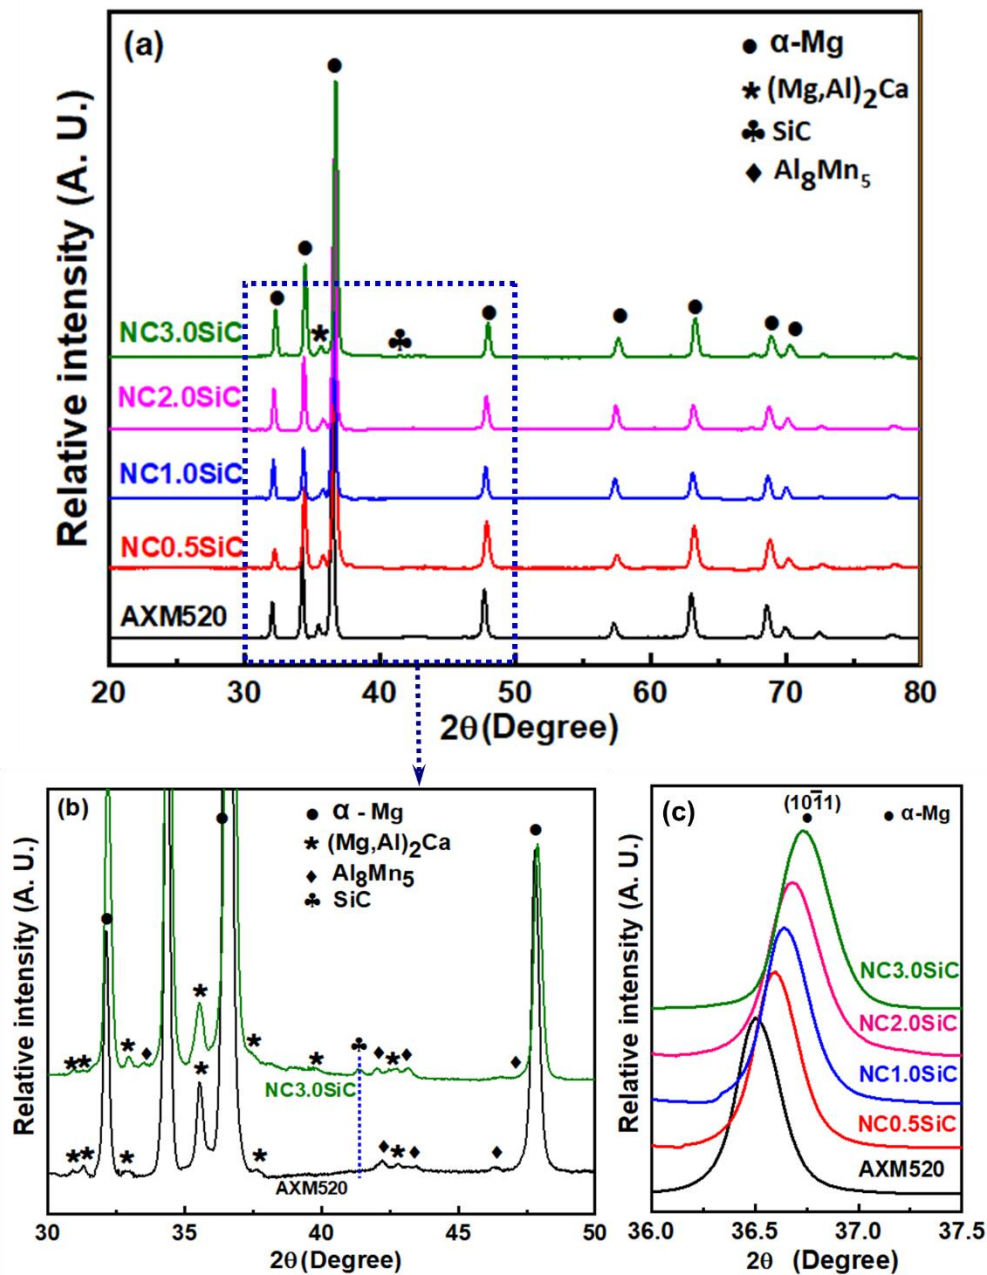 (a)
● α-Mg
* (Mg,Al)₂Ca
♣ SiC
♦ Al₈Mn₅
Relative intensity (A. U.)
NC3.0SiC
NC2.0SiC
NC1.0SiC
NC0.5SiC
AXM520
20 30 40 50 60 70 80
2θ (Degree)
(b)
● α - Mg
* (Mg,Al)₂Ca
♦ Al₈Mn₅
♣ SiC
Relative intensity (A. U.)
NC3.0SiC
AXM520
30 35 40 45 50
2θ (Degree)
(c)
(101̄1)
● α-Mg
Relative intensity (A. U.)
NC3.0SiC
NC2.0SiC
NC1.0SiC
NC0.5SiC
AXM520
36.0 36.5 37.0 37.5
2θ (Degree)